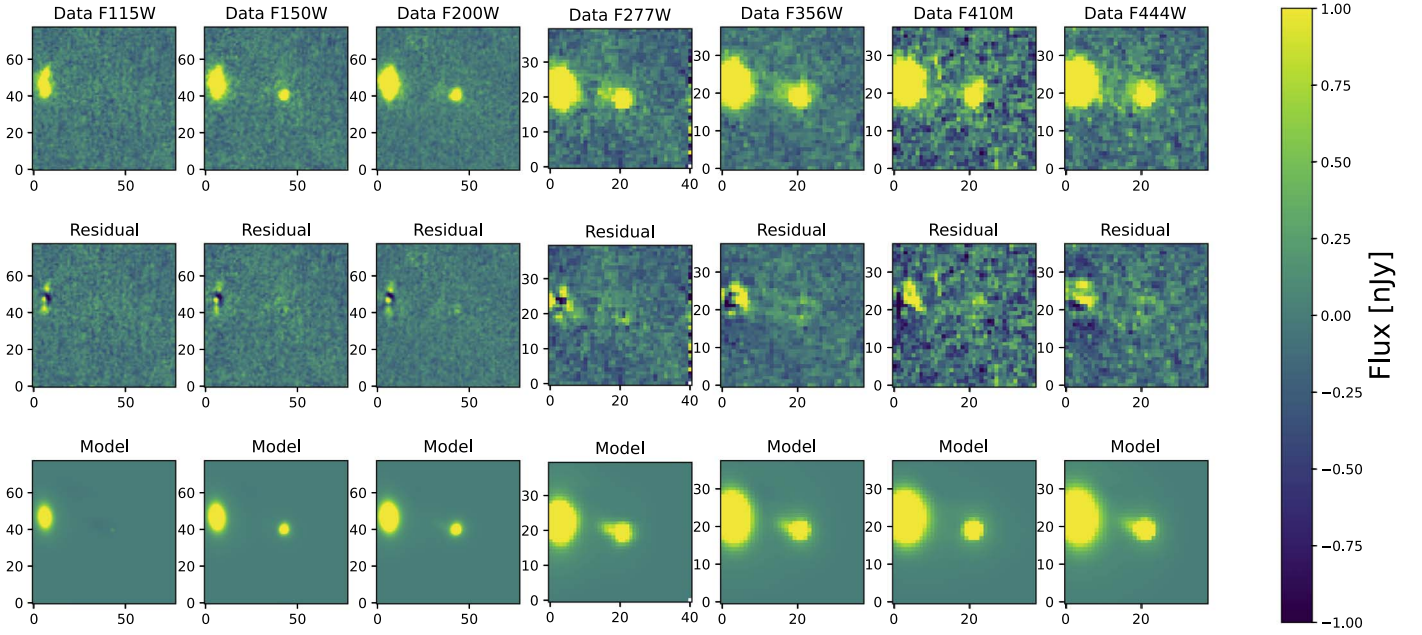 Data F115W Data F150W Data F200W Data F277W Data F356W Data F410M Data F444W
60 60 60 30 30 30 30
40 40 40 20 20 20 20
20 20 20 10 10 10 10
0 0 0 0 0 0 0
0 50 0 50 0 50 0 20 40 0 20 0 20 0 20
Residual Residual Residual Residual Residual Residual Residual
60 60 60 30 30 30 30
40 40 40 20 20 20 20
20 20 20 10 10 10 10
0 0 0 0 0 0 0
0 50 0 50 0 50 0 20 40 0 20 0 20 0 20
Model Model Model Model Model Model Model
60 60 60 30 30 30 30
40 40 40 20 20 20 20
20 20 20 10 10 10 10
0 0 0 0 0 0 0
0 50 0 50 0 50 0 20 40 0 20 0 20 0 20
1.00
0.75
0.50
0.25
0.00
−0.25
−0.50
−0.75
−1.00
Flux [nJy]